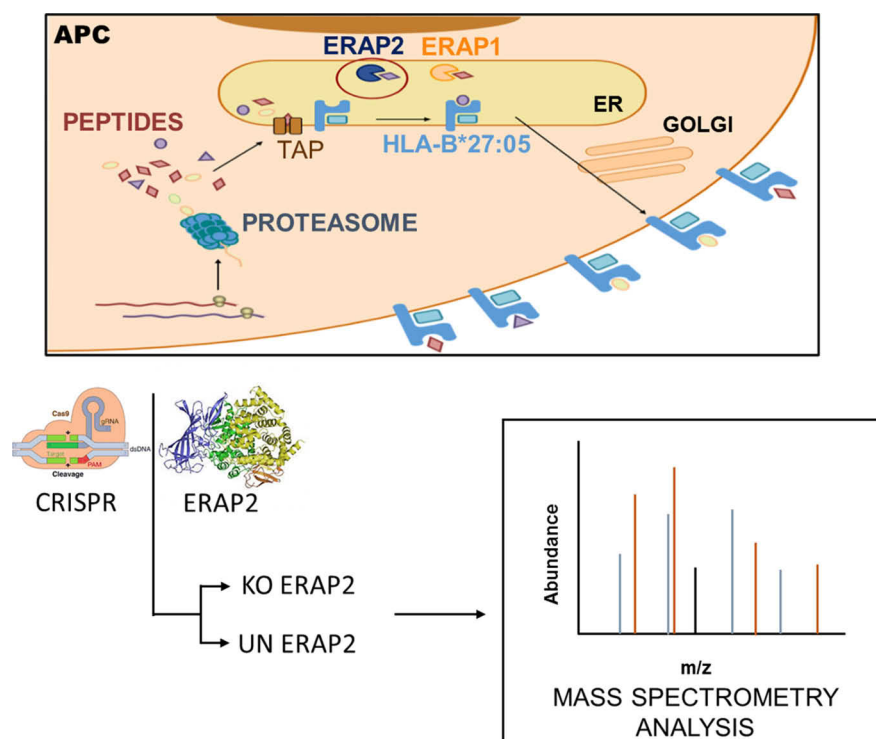 APC
ERAP2
ERAP1
ER
PEPTIDES
TAP
HLA-B*27:05
GOLGI
PROTEASOME
Cas9
gRNA
dsDNA
Target
PAM
Cleavage
CRISPR
ERAP2
KO ERAP2
UN ERAP2
Abundance
m/z
MASS SPECTROMETRY
ANALYSIS